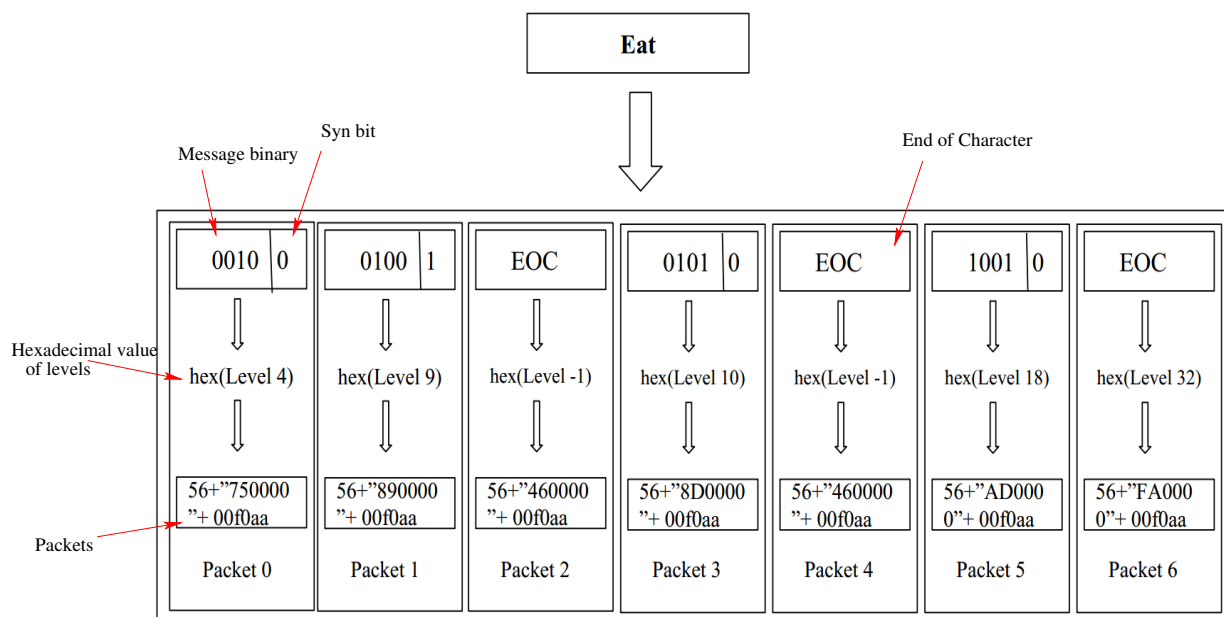 Eat
Syn bit
Message binary
End of Character
0010 0
0100 1
EOC
0101 0
EOC
1001 0
EOC
Hexadecimal value
of levels
hex(Level 4)
hex(Level 9)
hex(Level -1)
hex(Level 10)
hex(Level -1)
hex(Level 18)
hex(Level 32)
56+”750000
”+ 00f0aa
56+”890000
”+ 00f0aa
56+”460000
”+ 00f0aa
56+”8D0000
”+ 00f0aa
56+”460000
”+ 00f0aa
56+”AD000
0”+ 00f0aa
56+”FA000
0”+ 00f0aa
Packets
Packet 0
Packet 1
Packet 2
Packet 3
Packet 4
Packet 5
Packet 6